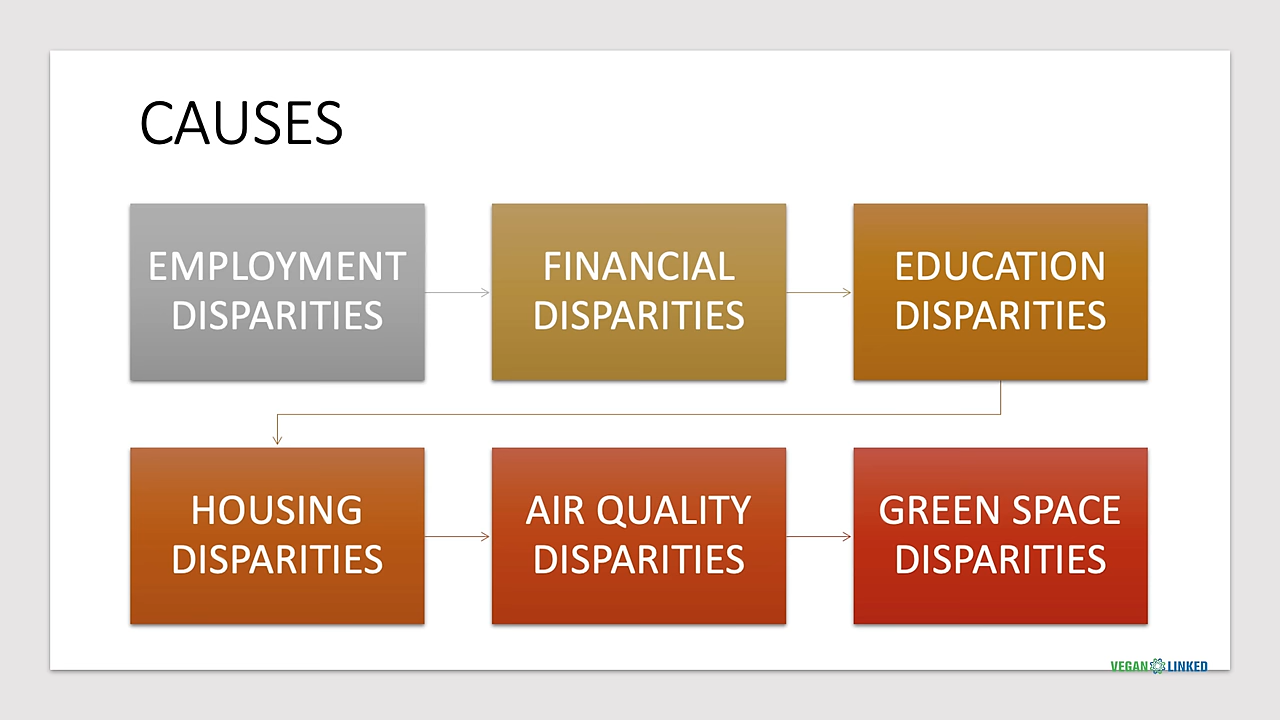 CAUSES
EMPLOYMENT
DISPARITIES
FINANCIAL
DISPARITIES
EDUCATION
DISPARITIES
HOUSING
DISPARITIES
AIR QUALITY
DISPARITIES
GREEN SPACE
DISPARITIES
VEGAN LINKED